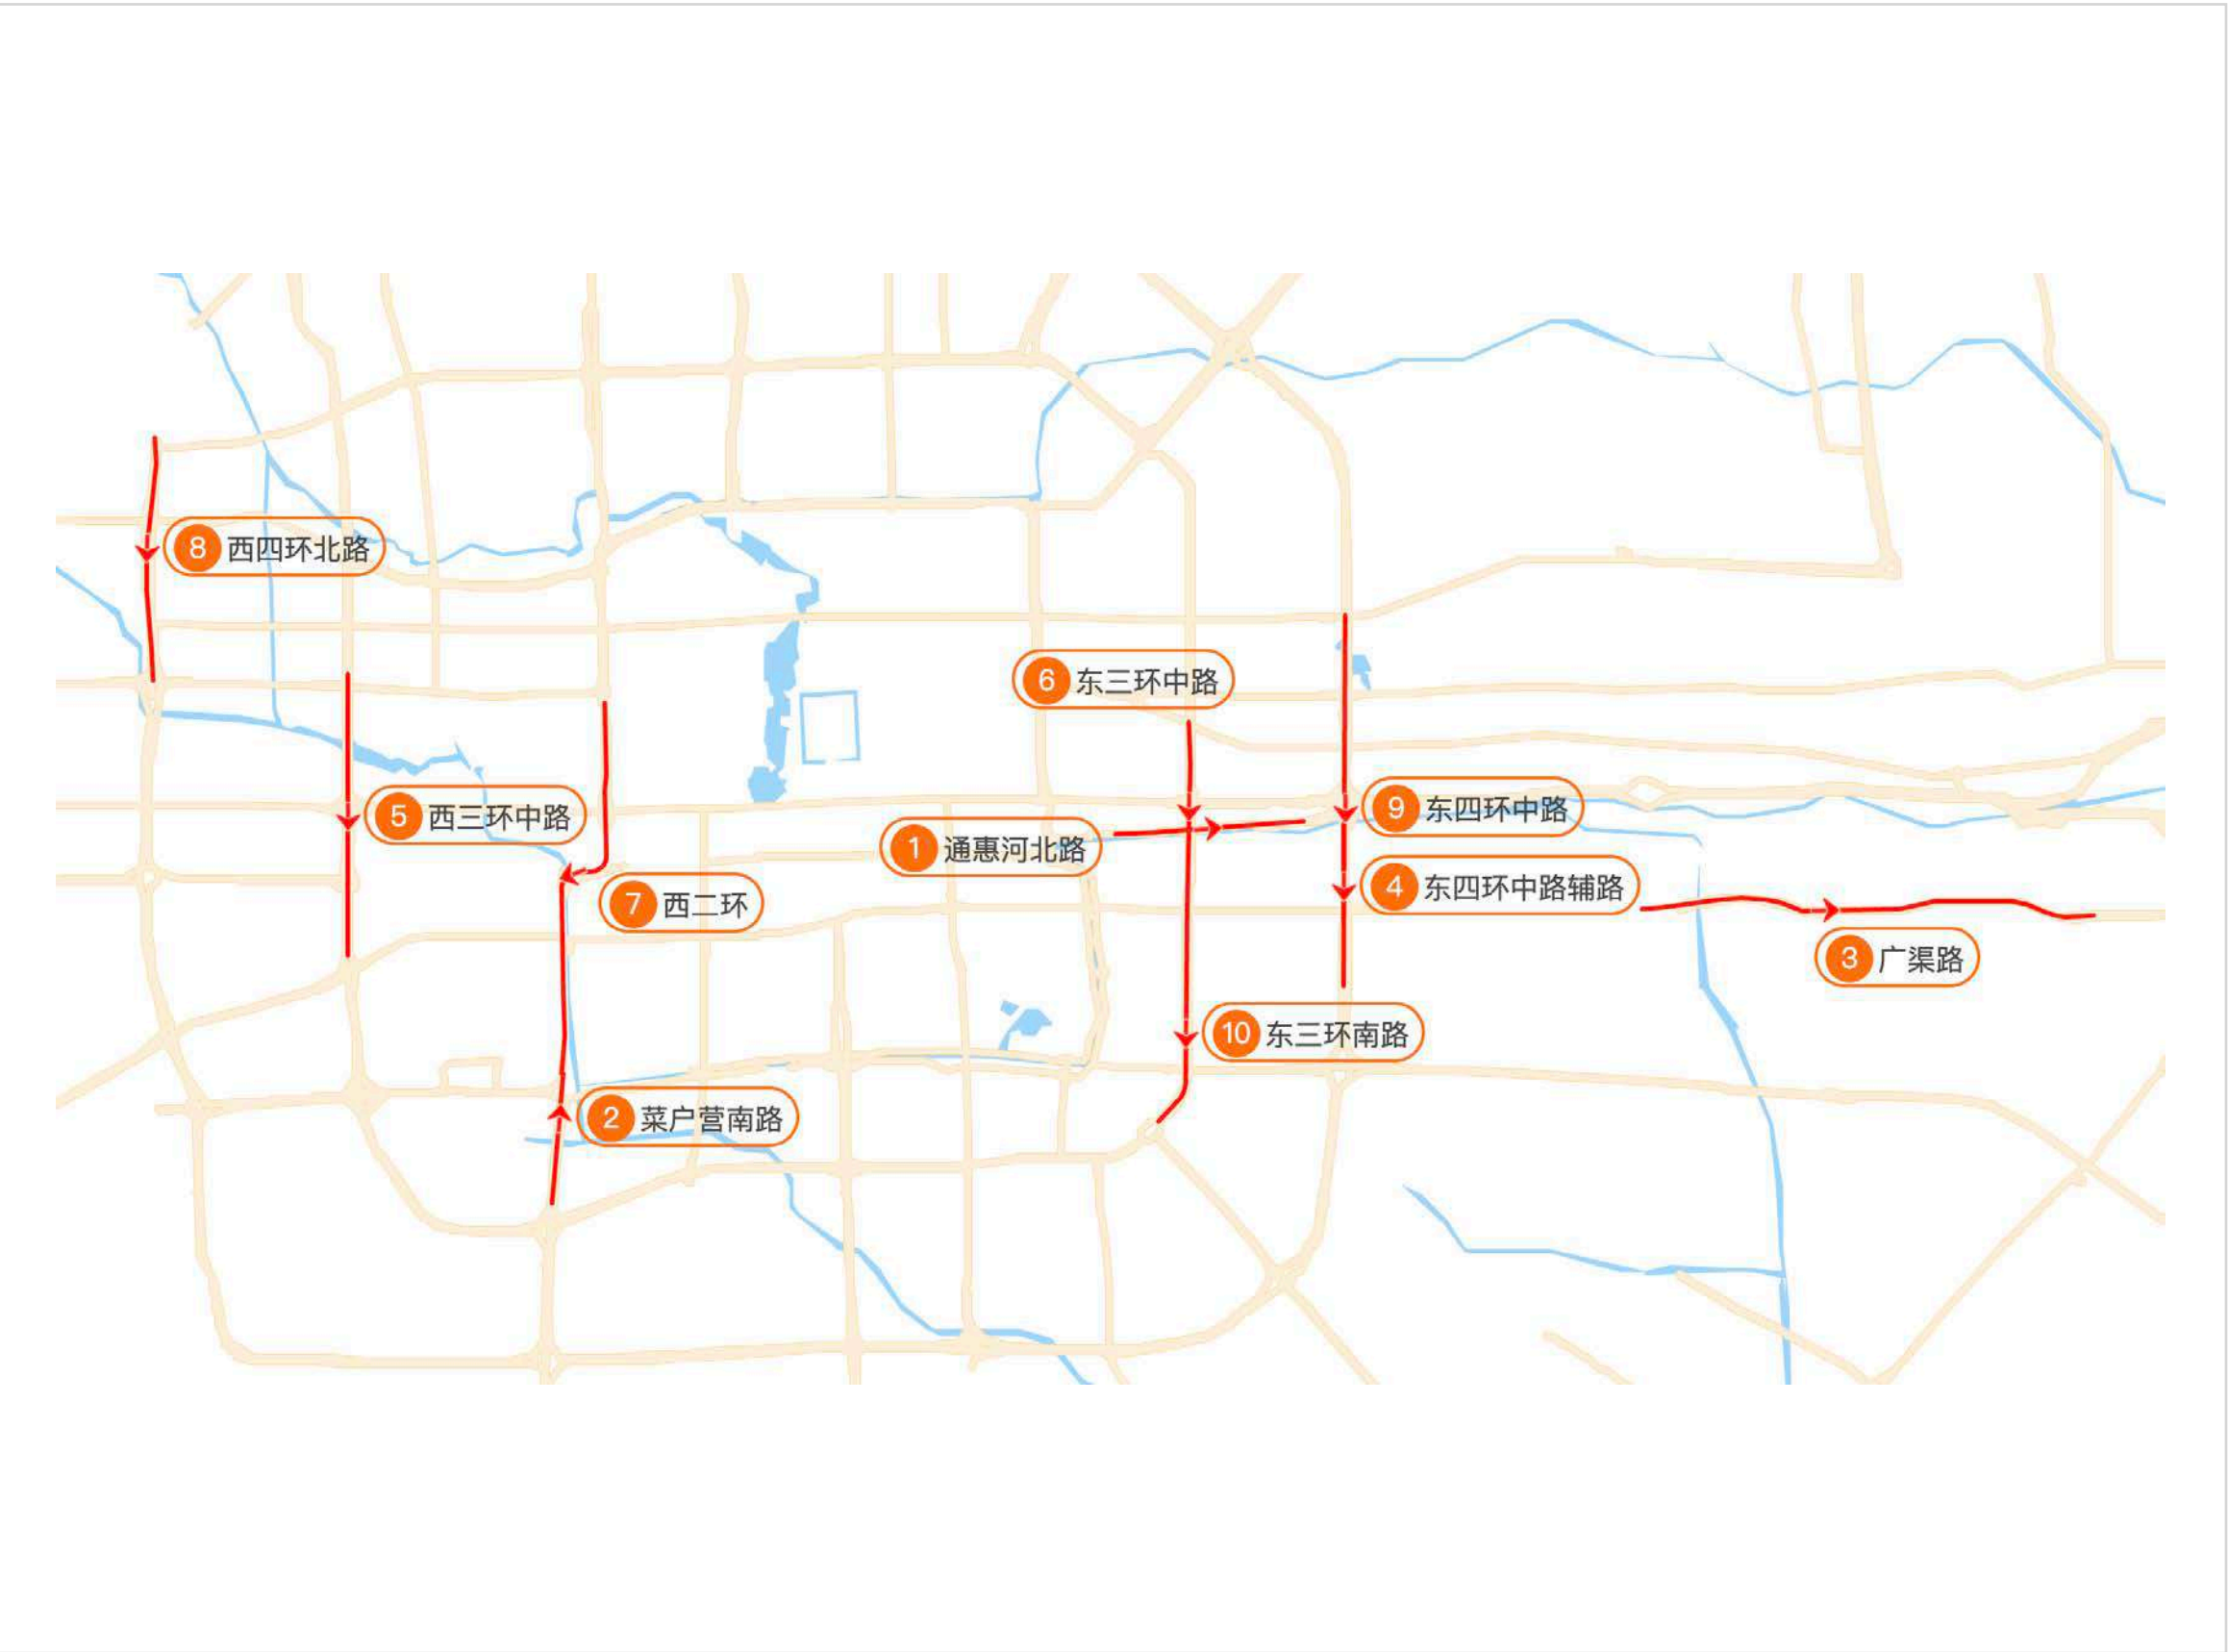 8 西四环北路
6 东三环中路
5 西三环中路
9 东四环中路
1 通惠河北路
4 东四环中路辅路
7 西二环
3 广渠路
10 东三环南路
2 菜户营南路